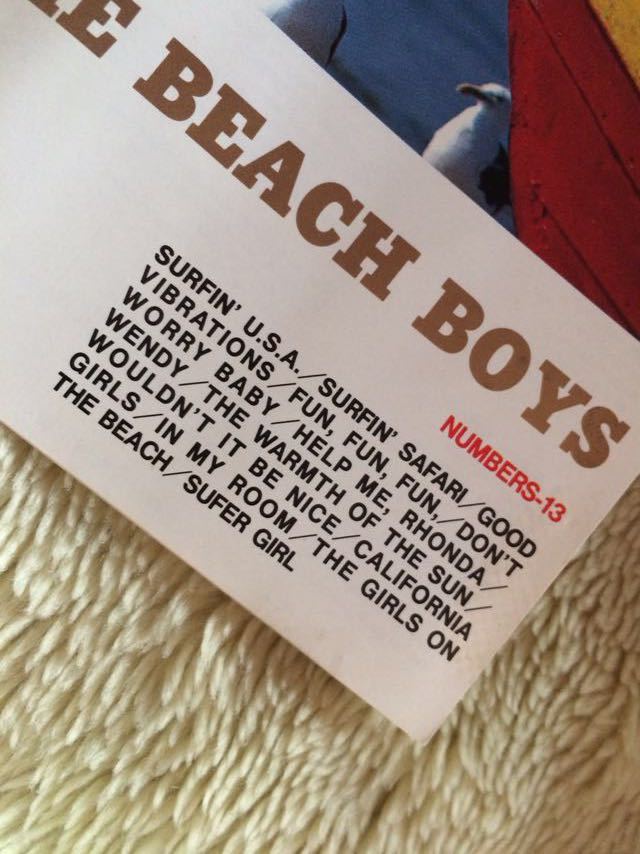 HE BEACH BOYS
NUMBERS-13
SURFIN' U.S.A./SURFIN' SAFARI/GOOD
VIBRATIONS/FUN, FUN, FUN,/DON'T
WORRY BABY/HELP ME, RHONDA/
WENDY/THE WARMTH OF THE SUN/
WOULDN'T IT BE NICE/CALIFORNIA
GIRLS/IN MY ROOM/THE GIRLS ON
THE BEACH/SUFER GIRL